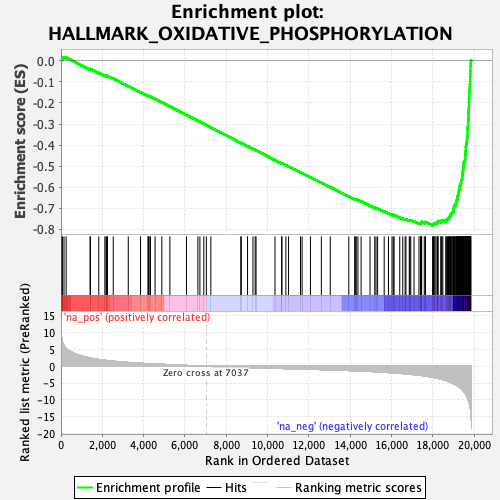 Enrichment plot:
HALLMARK_OXIDATIVE_PHOSPHORYLATION
Enrichment score (ES)
0.0
-0.1
-0.2
-0.3
-0.4
-0.5
-0.6
-0.7
-0.8
'na_pos' (positively correlated)
Ranked list metric (PreRanked)
15
10
5
0
-5
-10
-15
-20
Zero cross at 7037
'na_neg' (negatively correlated)
0 2,000 4,000 6,000 8,000 10,000 12,000 14,000 16,000 18,000 20,000
Rank in Ordered Dataset
Enrichment profile Hits Ranking metric scores